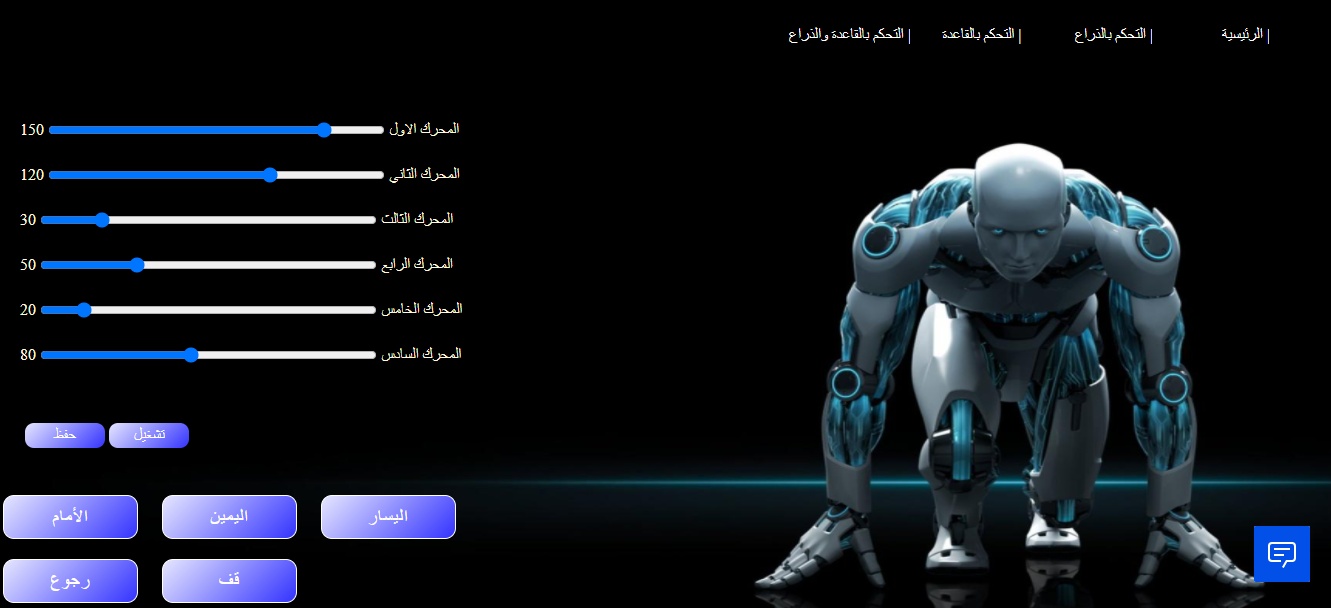 الرئيسية |
التحكم بالذراع |
التحكم بالقاعدة |
التحكم بالقاعدة والذراع |
المحرك الاول 150
المحرك الثاني 120
المحرك الثالث 30
المحرك الرابع 50
المحرك الخامس 20
المحرك السادس 80
تشغيل حفظ
اليسار اليمين الأمام
قف رجوع